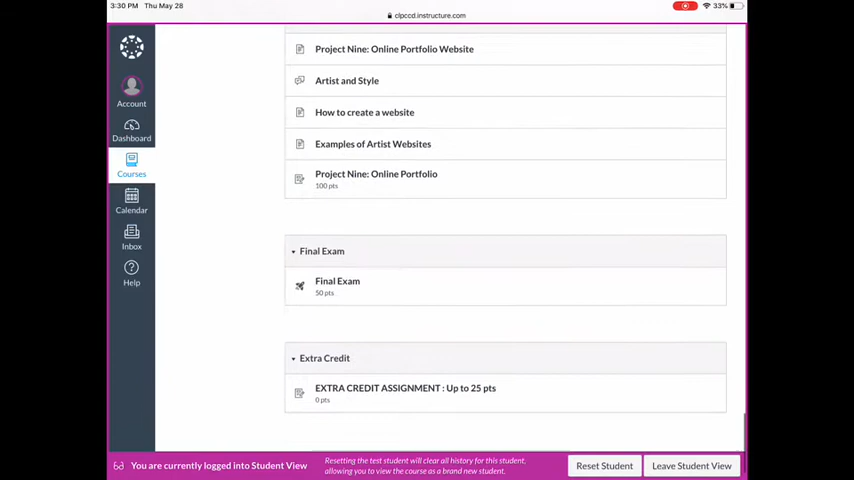 3:30 PM Thu May 28
33%
clpccd.instructure.com
Account
Dashboard
Courses
Calendar
Inbox
Help
Project Nine: Online Portfolio Website
Artist and Style
How to create a website
Examples of Artist Websites
Project Nine: Online Portfolio
100 pts
Final Exam
Final Exam
50 pts
Extra Credit
EXTRA CREDIT ASSIGNMENT : Up to 25 pts
0 pts
You are currently logged into Student View
Resetting the test student will clear all history for this student,
allowing you to view the course as a brand new student.
Reset Student
Leave Student View